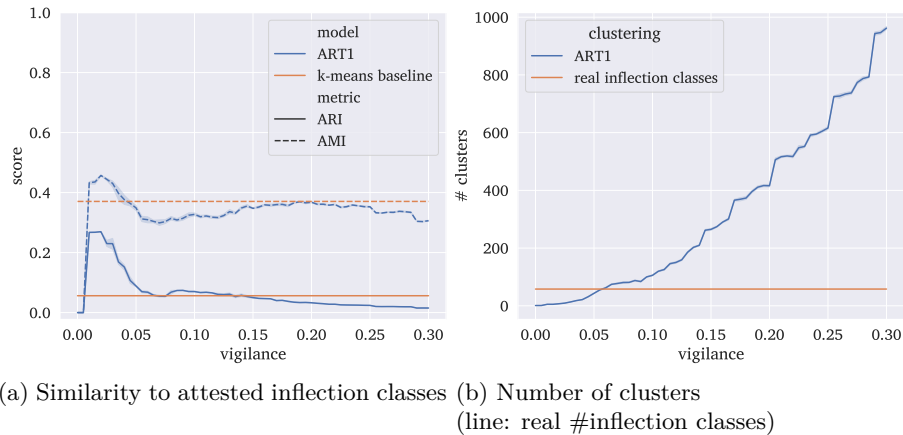 1.0
0.8
0.6
0.4
0.2
0.0
score
model
ART1
k-means baseline
metric
ARI
AMI
0.00 0.05 0.10 0.15 0.20 0.25 0.30
vigilance
(a) Similarity to attested inflection classes
1000
800
600
400
200
0
# clusters
clustering
ART1
real inflection classes
0.00 0.05 0.10 0.15 0.20 0.25 0.30
vigilance
(b) Number of clusters
(line: real #inflection classes)